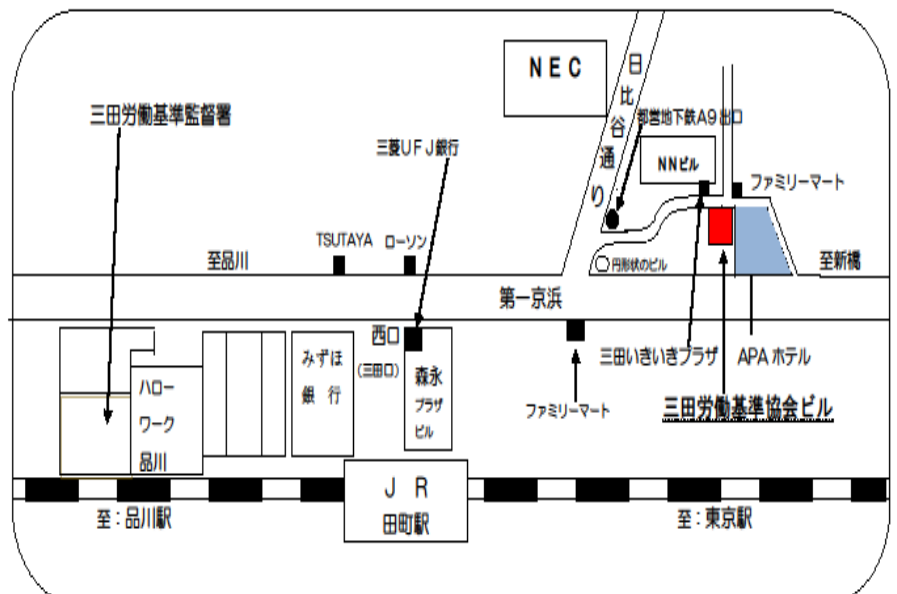 NEC
日比谷通り
三田労働基準監督署
都営地下鉄A9出口
三菱UFJ銀行
NNビル
ファミリーマート
TSUTAYA
ローソン
至品川
円形状のビル
至新橋
第一京浜
西口
(三田口)
みずほ
銀行
森永
プラザ
ビル
三田いきいきプラザ
APAホテル
ハロー
ワーク
品川
ファミリーマート
三田労働基準協会ビル
JR
田町駅
至：品川駅
至：東京駅